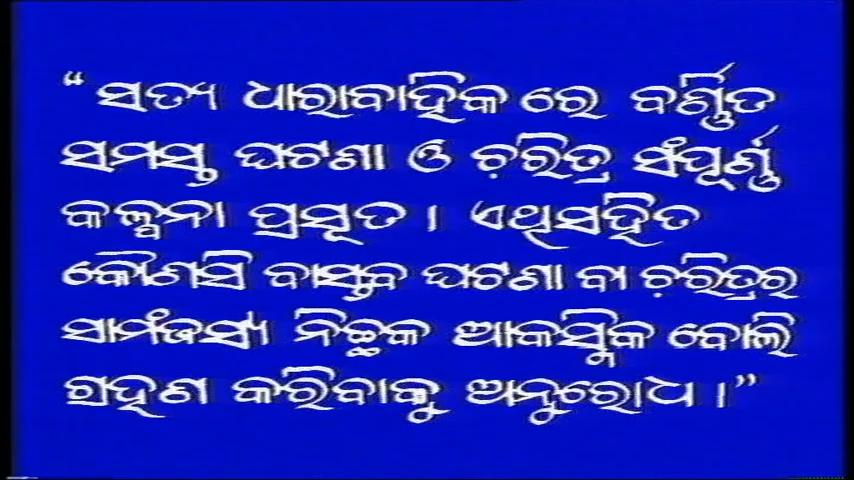 “ ସତ୍ୟ ଧାରାବାହିକ ରେ ବର୍ଣ୍ଣିତ
ସମସ୍ତ ଘଟଣା ଓ ଚରିତ୍ର ସଂପୂର୍ଣ୍ଣ
କଳ୍ପନା ପ୍ରସୂତ । ଏଥିସହିତ
କୌଣସି ବାସ୍ତବ ଘଟଣା ବା ଚରିତ୍ରର
ସାମଂଜସ୍ୟ ନିଚ୍ଛକ ଆକସ୍ମିକ ବୋଲି
ଗ୍ରହଣ କରିବାକୁ ଅନୁରୋଧ ।”